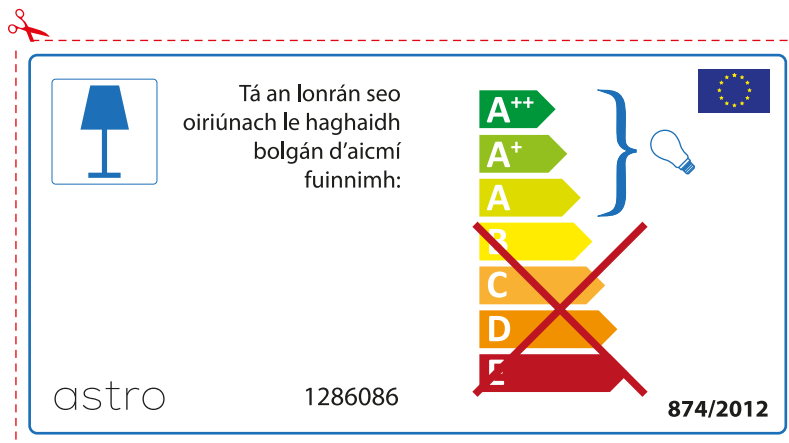 Tá an lonrán seo
oiriúnach le haghaidh
bolgán d'aicmí
fuinnimh:
A++
A+
A
B
C
D
E
astro
1286086
874/2012